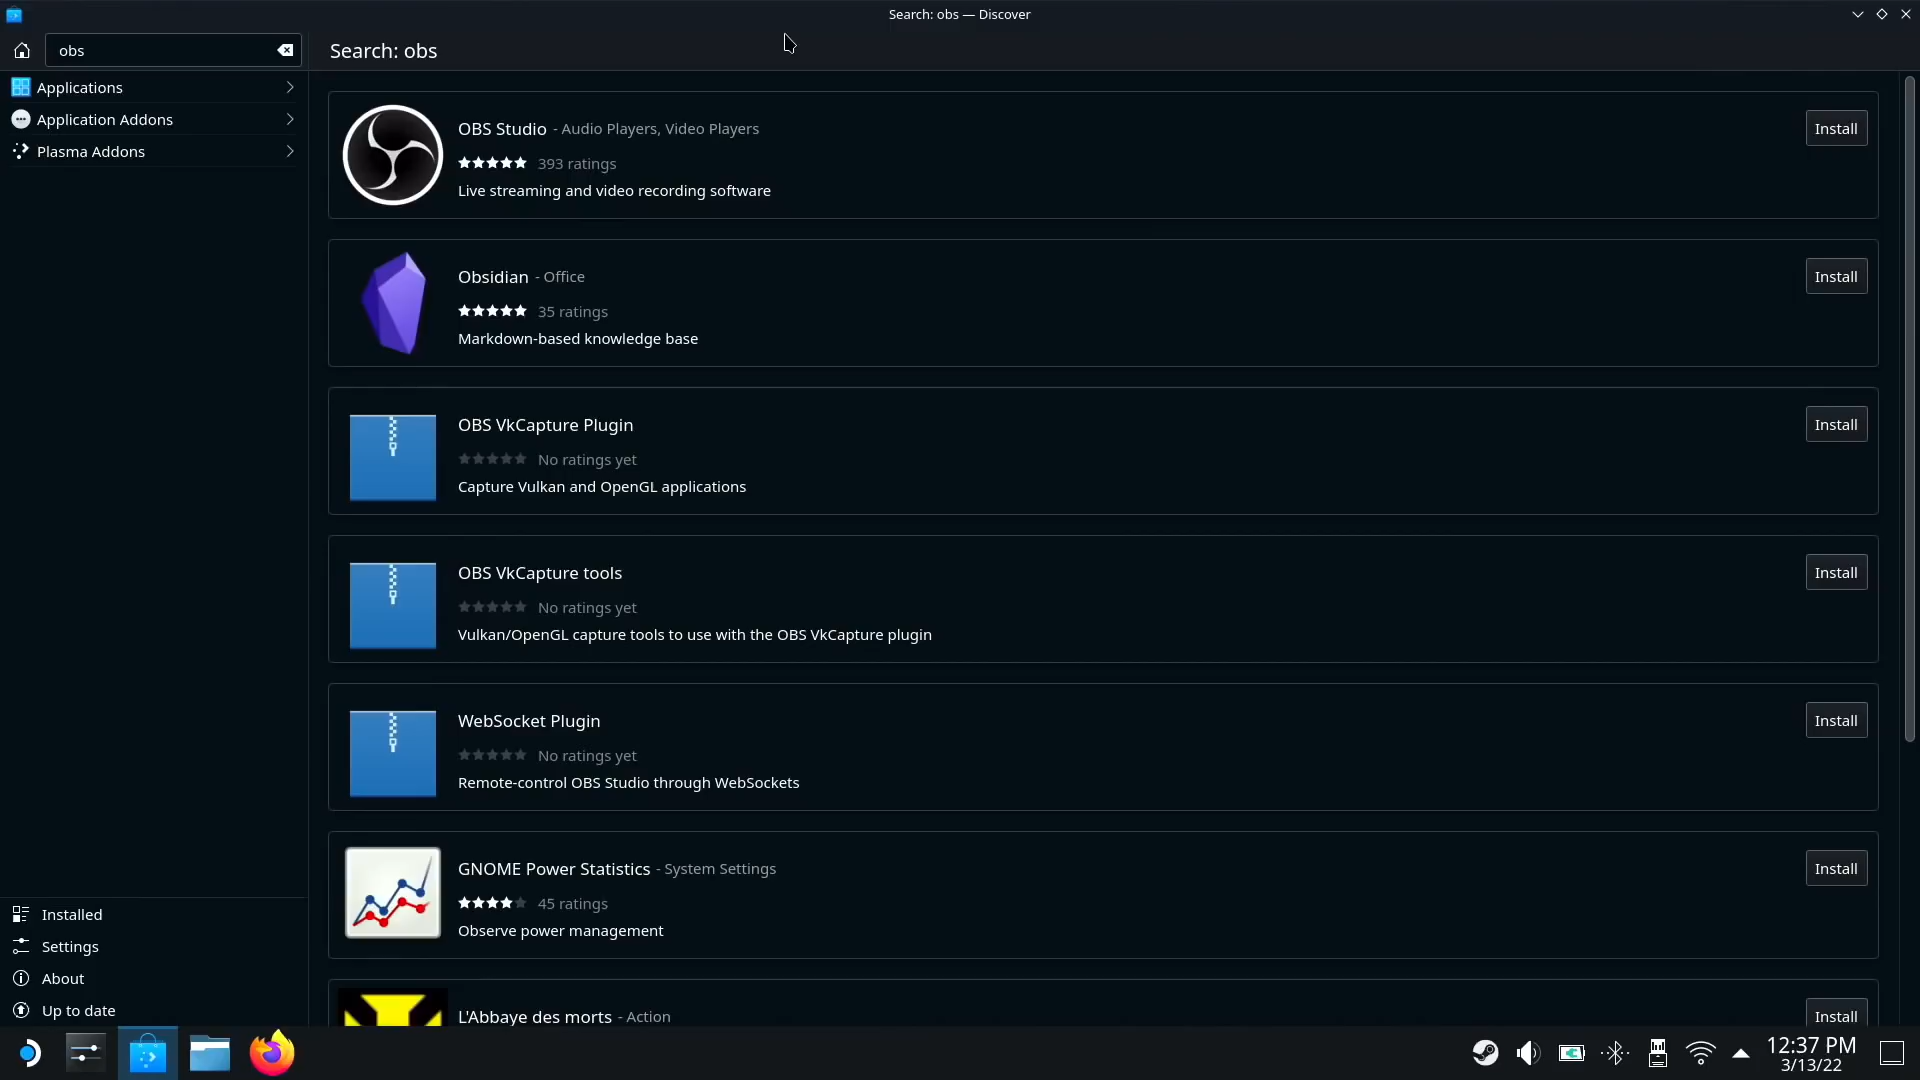 Search: obs — Discover
obs
Search: obs
Applications
Application Addons
Plasma Addons
OBS Studio - Audio Players, Video Players
393 ratings
Live streaming and video recording software
Install
Obsidian - Office
35 ratings
Markdown-based knowledge base
Install
OBS VkCapture Plugin
No ratings yet
Capture Vulkan and OpenGL applications
Install
OBS VkCapture tools
No ratings yet
Vulkan/OpenGL capture tools to use with the OBS VkCapture plugin
Install
WebSocket Plugin
No ratings yet
Remote-control OBS Studio through WebSockets
Install
GNOME Power Statistics - System Settings
45 ratings
Observe power management
Install
L'Abbaye des morts - Action
Install
Installed
Settings
About
Up to date
12:37 PM
3/13/22